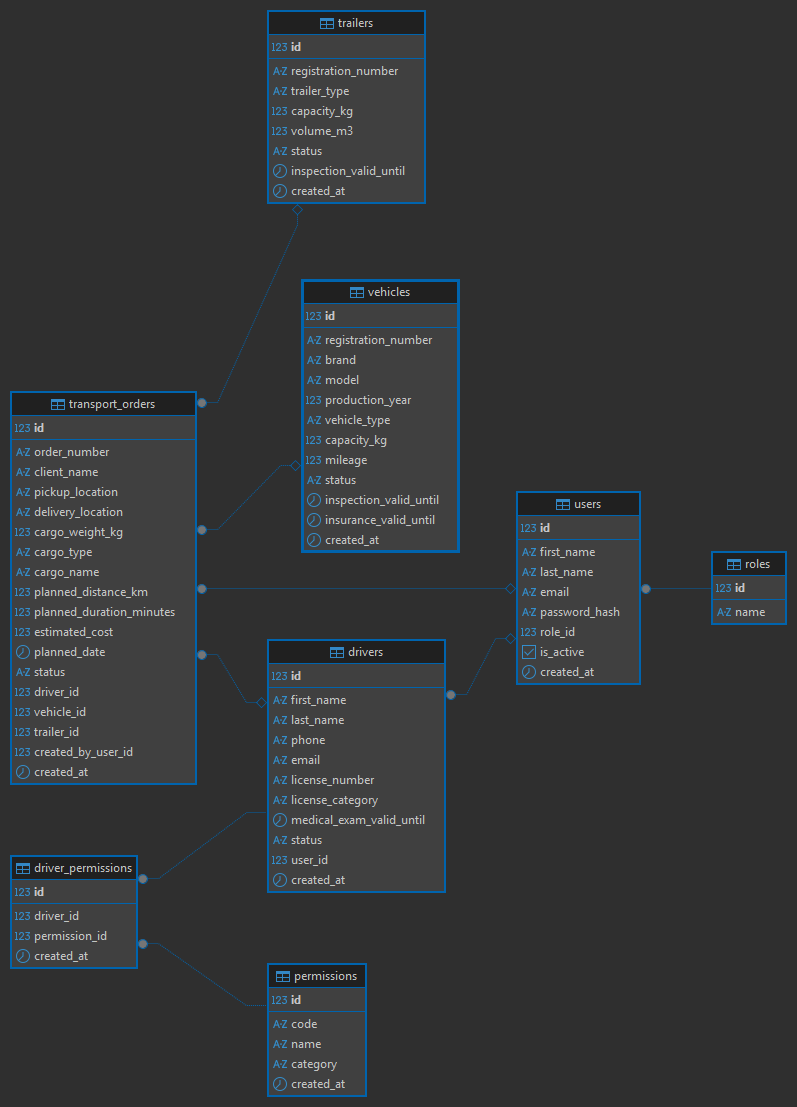 trailers
123 id
A-Z registration_number
A-Z trailer_type
123 capacity_kg
123 volume_m3
A-Z status
inspection_valid_until
created_at
vehicles
123 id
A-Z registration_number
A-Z brand
A-Z model
123 production_year
A-Z vehicle_type
123 capacity_kg
123 mileage
A-Z status
inspection_valid_until
insurance_valid_until
created_at
transport_orders
123 id
A-Z order_number
A-Z client_name
A-Z pickup_location
A-Z delivery_location
123 cargo_weight_kg
A-Z cargo_type
A-Z cargo_name
123 planned_distance_km
123 planned_duration_minutes
123 estimated_cost
planned_date
A-Z status
123 driver_id
123 vehicle_id
123 trailer_id
123 created_by_user_id
created_at
users
123 id
A-Z first_name
A-Z last_name
A-Z email
A-Z password_hash
123 role_id
is_active
created_at
roles
123 id
A-Z name
drivers
123 id
A-Z first_name
A-Z last_name
A-Z phone
A-Z email
A-Z license_number
A-Z license_category
medical_exam_valid_until
A-Z status
123 user_id
created_at
driver_permissions
123 id
123 driver_id
123 permission_id
created_at
permissions
123 id
A-Z code
A-Z name
A-Z category
created_at